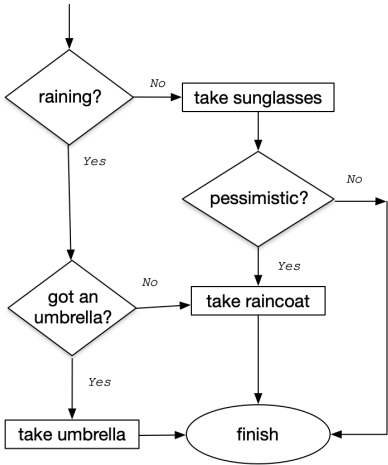 raining?
No
take sunglasses
Yes
pessimistic?
No
got an
umbrella?
No
Yes
take raincoat
Yes
take umbrella
finish